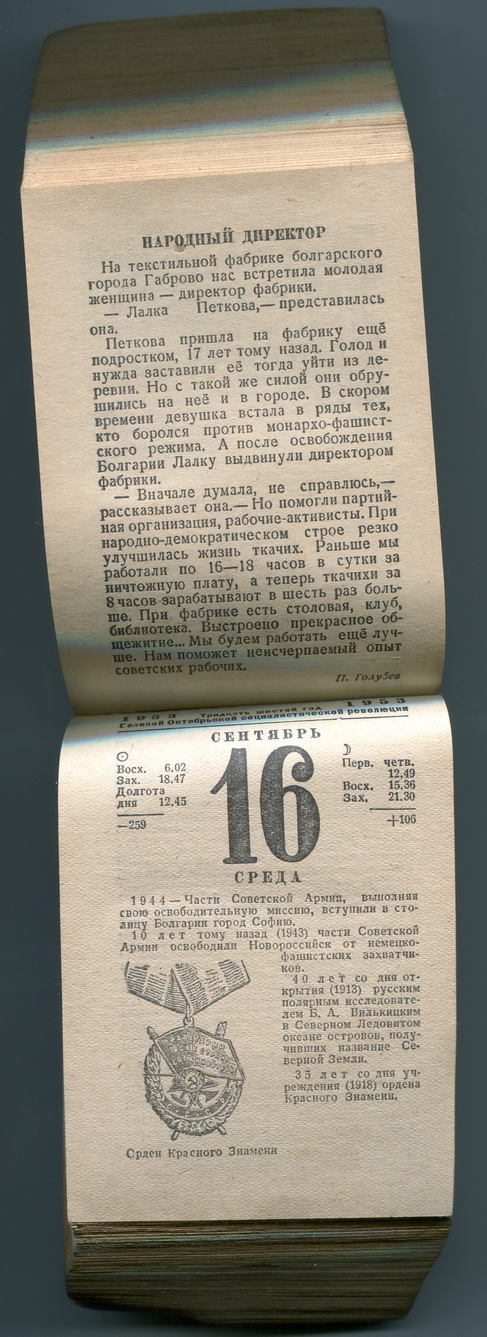 НАРОДНЫЙ ДИРЕКТОР
На текстильной фабрике болгарского
города Габрово нас встретила молодая
женщина — директор фабрики.
— Лалка Петкова,— представилась
она.
Петкова пришла на фабрику ещё
подростком, 17 лет тому назад. Голод и
нужда заставили её тогда уйти из де-
ревни. Но с такой же силой они обру-
шились на неё и в городе. В скором
времени девушка встала в ряды тех,
кто боролся против монархо-фашист-
ского режима. А после освобождения
Болгарии Лалку выдвинули директором
фабрики.
— Вначале думала, не справлюсь,—
рассказывает она.— Но помогли партий-
ная организация, рабочие-активисты. При
народно-демократическом строе резко
улучшилась жизнь ткачих. Раньше мы
работали по 16—18 часов в сутки за
ничтожную плату, а теперь ткачихи за
8 часов зарабатывают в шесть раз боль-
ше. При фабрике есть столовая, клуб,
библиотека. Выстроено прекрасное об-
щежитие... Мы будем работать ещё луч-
ше. Нам поможет неисчерпаемый опыт
советских рабочих.
П. Голубев
1953 Тридцать шестой год 1953
Великой Октябрьской социалистической революции
СЕНТЯБРЬ
Восх. 6.02
Зах. 18.47
Долгота
дня 12.45
—259
16
Перв. четв.
12.49
Восх. 15.36
Зах. 21.30
+106
СРЕДА
1944 — Части Советской Армии, выполняя
свою освободительную миссию, вступили в сто-
лицу Болгарии город Софию.
10 лет тому назад (1943) части Советской
Армии освободили Новороссийск от немецко-
фашистских захватчи-
ков.
40 лет со дня от-
крытия (1913) русским
полярным исследовате-
лем Б. А. Вилькицким
в Северном Ледовитом
океане островов, полу-
чивших название Се-
верной Земли.
35 лет со дня уч-
реждения (1918) ордена
Красного Знамени.
Орден Красного Знамени